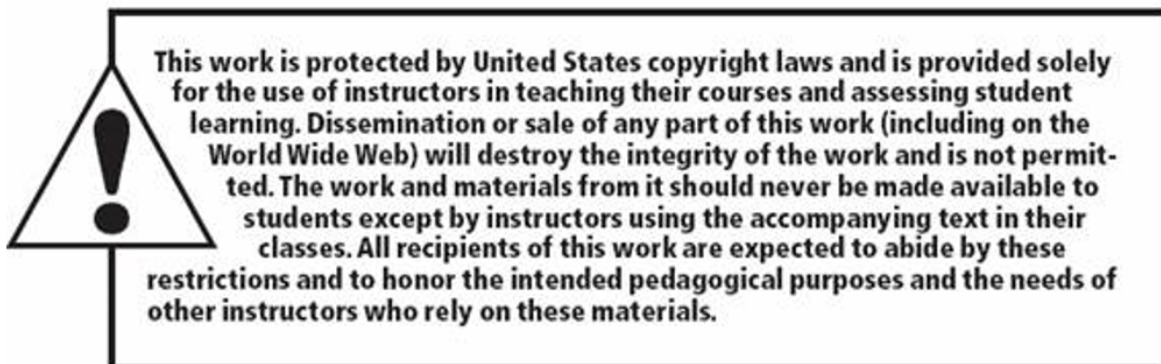 This work is protected by United States copyright laws and is provided solely
for the use of instructors in teaching their courses and assessing student
learning. Dissemination or sale of any part of this work (including on the
World Wide Web) will destroy the integrity of the work and is not permit-
ted. The work and materials from it should never be made available to
students except by instructors using the accompanying text in their
classes. All recipients of this work are expected to abide by these
restrictions and to honor the intended pedagogical purposes and the needs of
other instructors who rely on these materials.